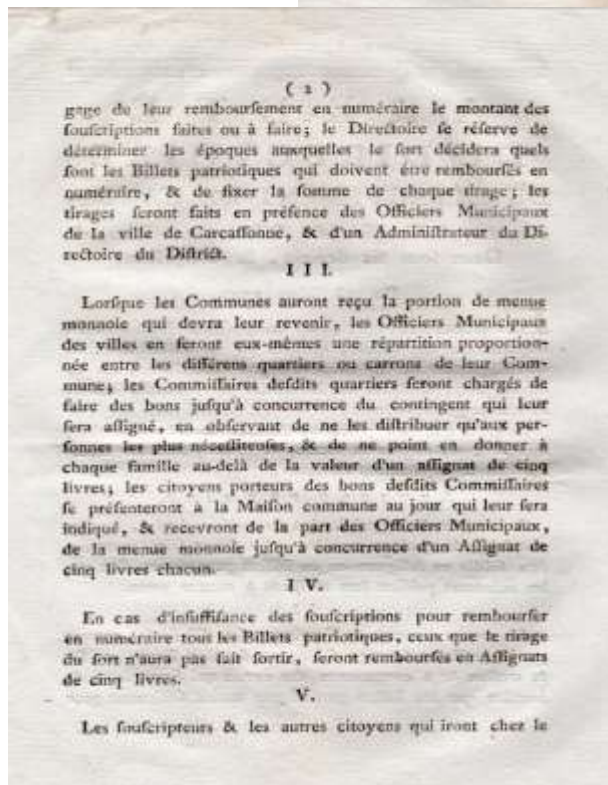 ( 2 )
gage de leur rembourſement en numéraire le montant des
ſouſcriptions faites ou à faire; le Directoire ſe réſerve de
déterminer les époques auxquelles le ſort décidera quels
ſont les Billets patriotiques qui doivent être rembourſés en
numéraire, & de fixer la ſomme de chaque tirage; les
tirages ſeront faits en préſence des Officiers Municipaux
de la ville de Carcaſſonne, & d'un Adminiſtrateur du Di-
rectoire du Diſtrict.
I I I.
Lorſque les Communes auront reçu la portion de menue
monnoie qui devra leur revenir, les Officiers Municipaux
des villes en feront eux-mêmes une répartition proportion-
née entre les différens quartiers ou carrons de leur Com-
mune; les Commiſſaires deſdits quartiers ſeront chargés de
faire des bons juſqu'à concurrence du contingent qui leur
ſera aſſigné, en obſervant de ne les diſtribuer qu'aux per-
ſonnes les plus néceſſiteuſes, & de ne point en donner à
chaque famille au-delà de la valeur d'un aſſignat de cinq
livres; les citoyens porteurs des bons deſdits Commiſſaires
ſe préſenteront à la Maiſon commune au jour qui leur ſera
indiqué, & recevront de la part des Officiers Municipaux,
de la menue monnoie juſqu'à concurrence d'un Aſſignat de
cinq livres chacun.
I V.
En cas d'inſuffiſance des ſouſcriptions pour rembourſer
en numéraire tous les Billets patriotiques, ceux que le tirage
du ſort n'aura pas fait ſortir, ſeront rembourſés en Aſſignats
de cinq livres.
V.
Les ſouſcripteurs & les autres citoyens qui iront chez le